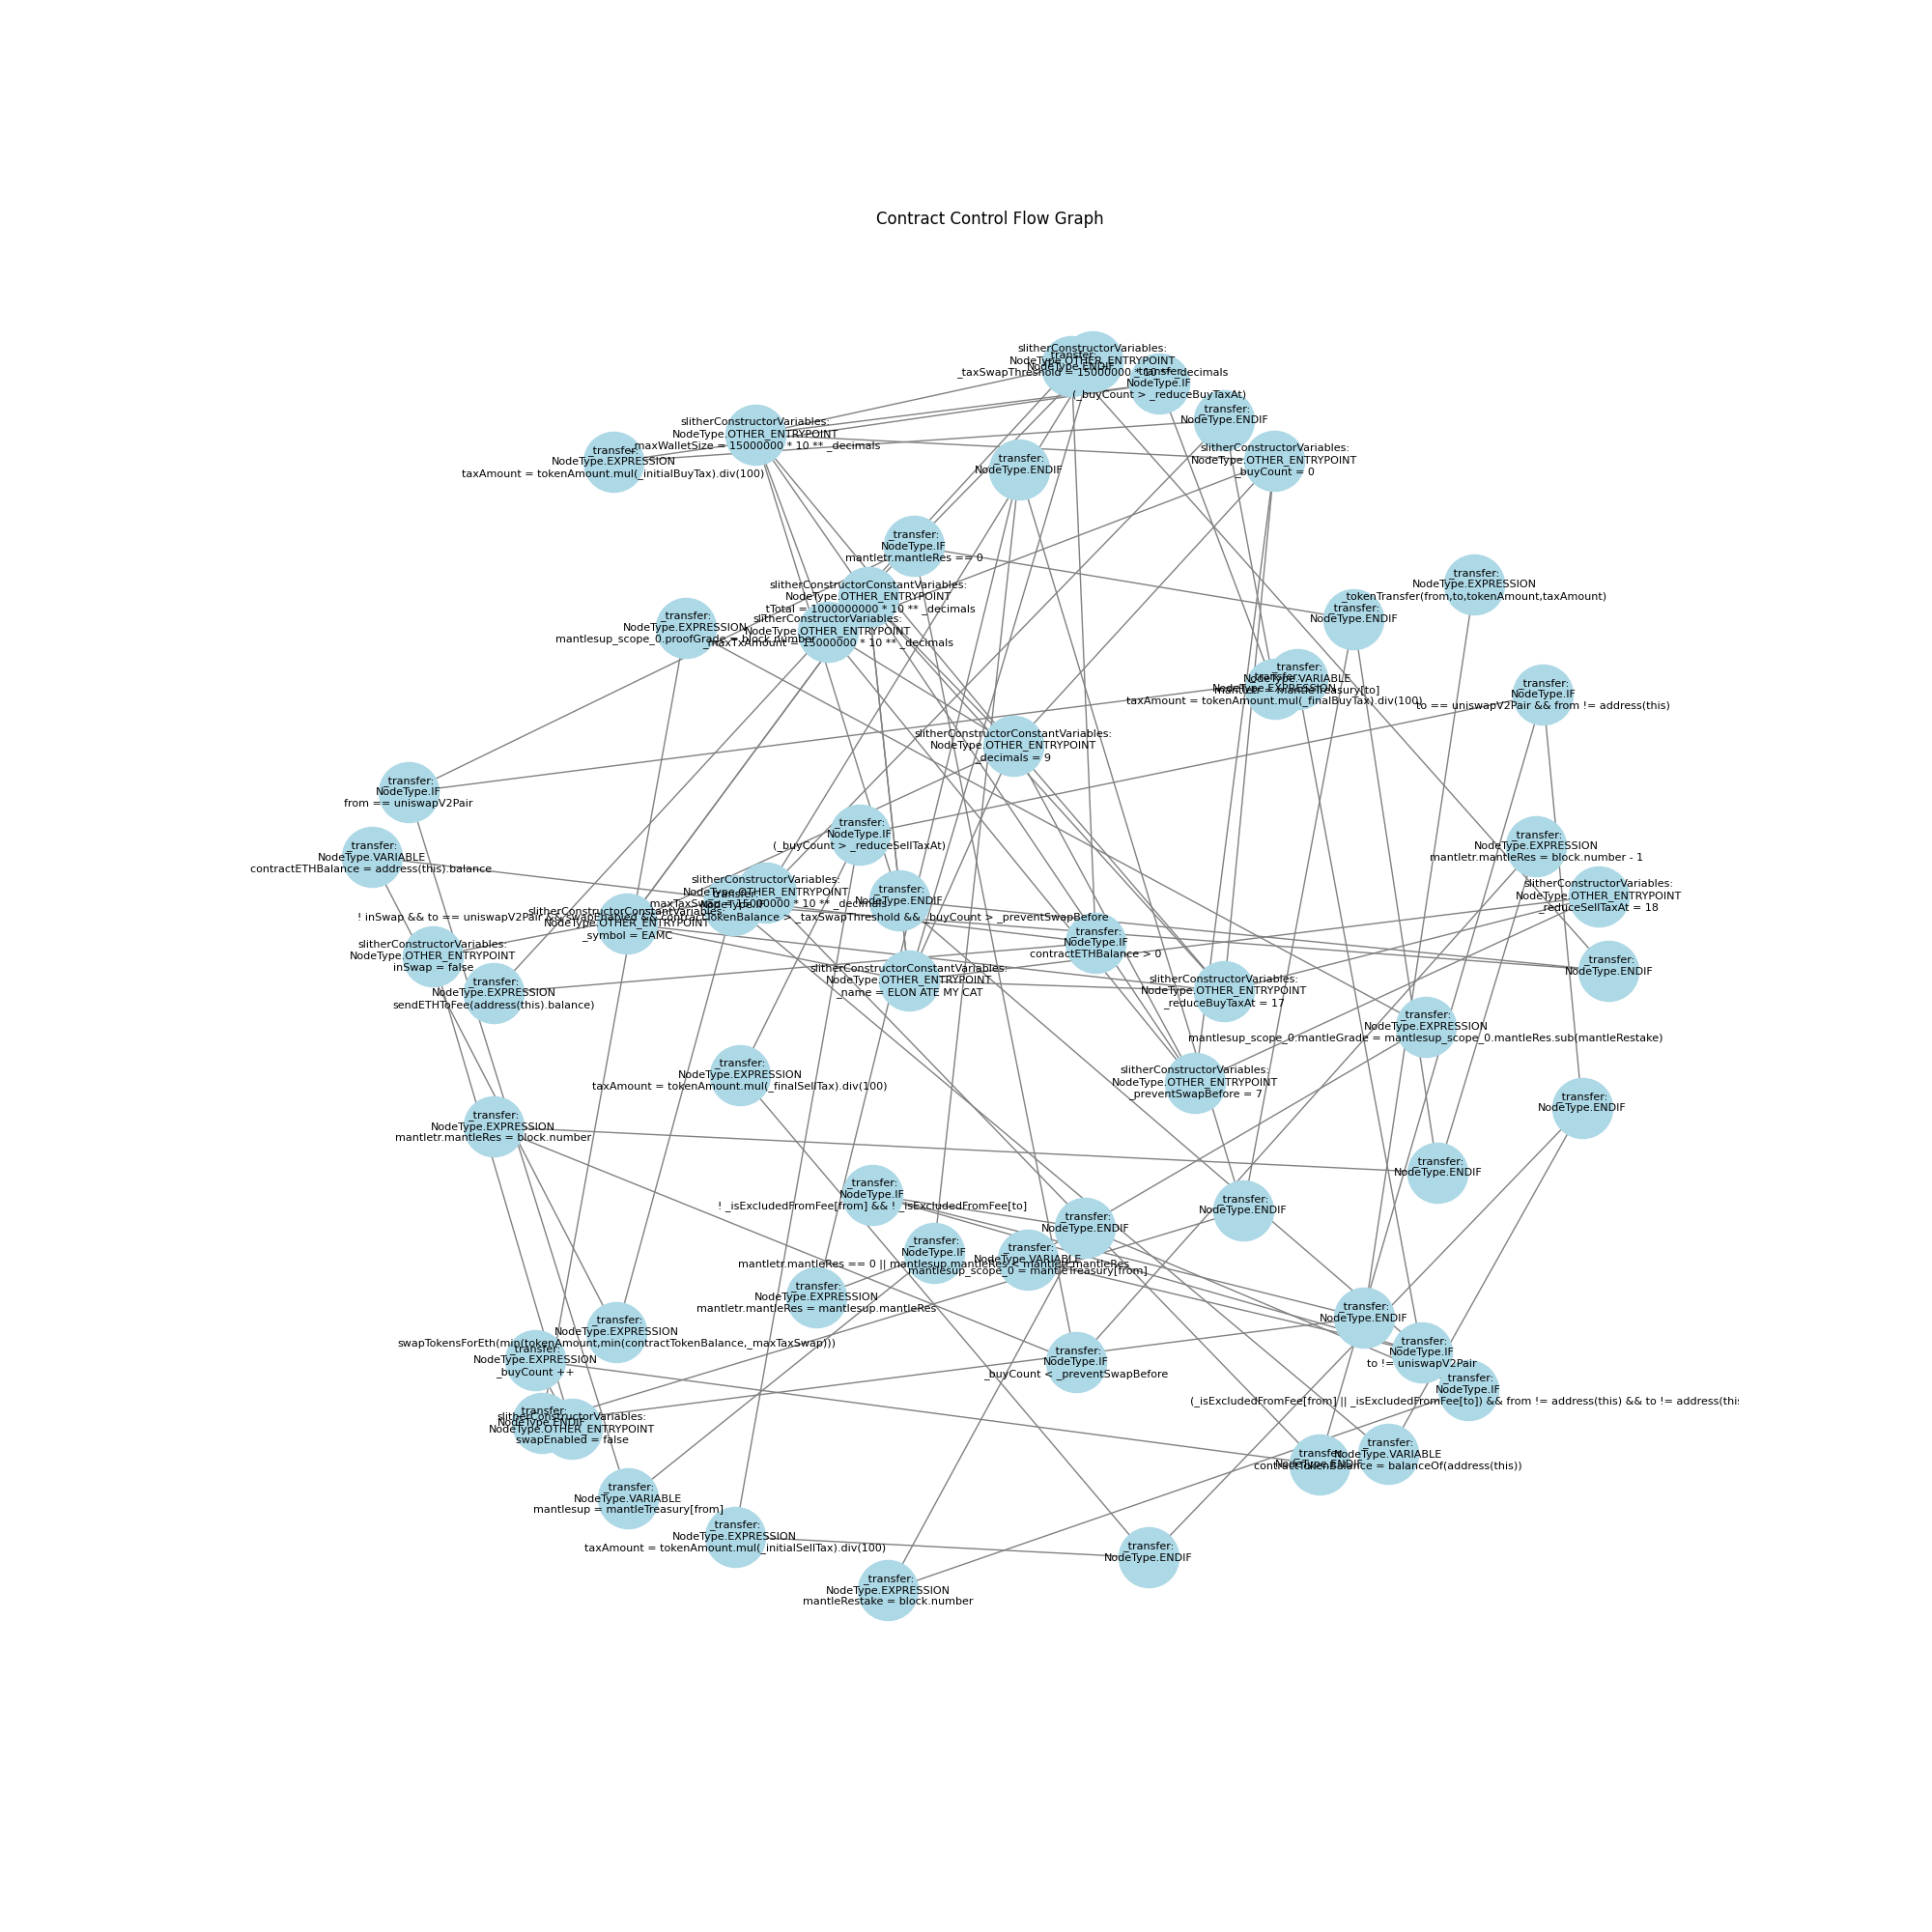 Contract Control Flow Graph
slitherConstructorVariables:
NodeType.OTHER_ENTRYPOINT
_taxSwapThreshold = 15000000 * 10 ** _decimals
_transfer:
NodeType.ENDIF
_transfer:
NodeType.IF
(_buyCount > _reduceBuyTaxAt)
_transfer:
NodeType.ENDIF
slitherConstructorVariables:
NodeType.OTHER_ENTRYPOINT
_maxWalletSize = 15000000 * 10 ** _decimals
_transfer:
NodeType.EXPRESSION
taxAmount = tokenAmount.mul(_initialBuyTax).div(100)
slitherConstructorVariables:
NodeType.OTHER_ENTRYPOINT
_buyCount = 0
_transfer:
NodeType.ENDIF
_transfer:
NodeType.IF
mantletr.mantleRes == 0
_transfer:
NodeType.EXPRESSION
_tokenTransfer(from,to,tokenAmount,taxAmount)
slitherConstructorConstantVariables:
NodeType.OTHER_ENTRYPOINT
_tTotal = 1000000000 * 10 ** _decimals
_transfer:
NodeType.ENDIF
_transfer:
NodeType.EXPRESSION
mantlesup_scope_0.proofGrade = block.number
slitherConstructorVariables:
NodeType.OTHER_ENTRYPOINT
_maxTxAmount = 15000000 * 10 ** _decimals
_transfer:
NodeType.VARIABLE
mantletr = mantleTreasury[to]
_transfer:
NodeType.EXPRESSION
taxAmount = tokenAmount.mul(_finalBuyTax).div(100)
_transfer:
NodeType.IF
to == uniswapV2Pair && from != address(this)
slitherConstructorConstantVariables:
NodeType.OTHER_ENTRYPOINT
_decimals = 9
_transfer:
NodeType.IF
from == uniswapV2Pair
_transfer:
NodeType.IF
(_buyCount > _reduceSellTaxAt)
_transfer:
NodeType.EXPRESSION
mantletr.mantleRes = block.number - 1
_transfer:
NodeType.VARIABLE
contractETHBalance = address(this).balance
slitherConstructorVariables:
NodeType.OTHER_ENTRYPOINT
_maxTaxSwap = 15000000 * 10 ** _decimals
_transfer:
NodeType.IF
! inSwap && to == uniswapV2Pair && swapEnabled && contractTokenBalance > _taxSwapThreshold && _buyCount > _preventSwapBefore
_transfer:
NodeType.ENDIF
slitherConstructorVariables:
NodeType.OTHER_ENTRYPOINT
_reduceSellTaxAt = 18
slitherConstructorConstantVariables:
NodeType.OTHER_ENTRYPOINT
_symbol = EAMC
_transfer:
NodeType.IF
contractETHBalance > 0
slitherConstructorVariables:
NodeType.OTHER_ENTRYPOINT
inSwap = false
_transfer:
NodeType.ENDIF
slitherConstructorConstantVariables:
NodeType.OTHER_ENTRYPOINT
_name = ELON ATE MY CAT
_transfer:
NodeType.EXPRESSION
sendETHToFee(address(this).balance)
slitherConstructorVariables:
NodeType.OTHER_ENTRYPOINT
_reduceBuyTaxAt = 17
_transfer:
NodeType.EXPRESSION
mantlesup_scope_0.mantleGrade = mantlesup_scope_0.mantleRes.sub(mantleRestake)
_transfer:
NodeType.EXPRESSION
taxAmount = tokenAmount.mul(_finalSellTax).div(100)
slitherConstructorVariables:
NodeType.OTHER_ENTRYPOINT
_preventSwapBefore = 7
_transfer:
NodeType.ENDIF
_transfer:
NodeType.EXPRESSION
mantletr.mantleRes = block.number
_transfer:
NodeType.ENDIF
_transfer:
NodeType.IF
! _isExcludedFromFee[from] && ! _isExcludedFromFee[to]
_transfer:
NodeType.ENDIF
_transfer:
NodeType.ENDIF
_transfer:
NodeType.IF
mantletr.mantleRes == 0 || mantlesup.mantleRes < mantletr.mantleRes
_transfer:
NodeType.VARIABLE
mantlesup_scope_0 = mantleTreasury[from]
_transfer:
NodeType.EXPRESSION
mantletr.mantleRes = mantlesup.mantleRes
_transfer:
NodeType.ENDIF
_transfer:
NodeType.EXPRESSION
swapTokensForEth(min(tokenAmount,min(contractTokenBalance,_maxTaxSwap)))
_transfer:
NodeType.IF
to != uniswapV2Pair
_transfer:
NodeType.EXPRESSION
_buyCount ++
_transfer:
NodeType.IF
_buyCount < _preventSwapBefore
_transfer:
NodeType.IF
(_isExcludedFromFee[from] || _isExcludedFromFee[to]) && from != address(this) && to != address(this
_transfer:
NodeType.ENDIF
slitherConstructorVariables:
NodeType.OTHER_ENTRYPOINT
swapEnabled = false
_transfer:
NodeType.VARIABLE
contractTokenBalance = balanceOf(address(this))
_transfer:
NodeType.ENDIF
_transfer:
NodeType.VARIABLE
mantlesup = mantleTreasury[from]
_transfer:
NodeType.EXPRESSION
taxAmount = tokenAmount.mul(_initialSellTax).div(100)
_transfer:
NodeType.ENDIF
_transfer:
NodeType.EXPRESSION
mantleRestake = block.number